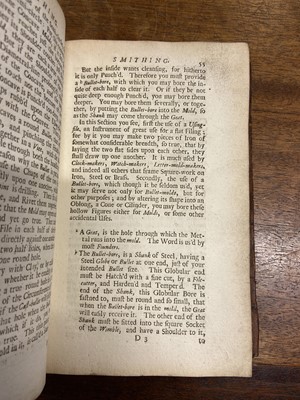 SMITHING. 55
But the inside wants cleansing, for hitherto
it is only Punch'd. Therefore you must provide
a ᵇBullet-bore, with which you may bore the in-
side of each half to clear it. Or if they be not
quite deep enough Punch'd, you may bore them
deeper. You may bore them severally, or toge-
ther, by putting the Bullet-bore into the Mold, so
as the Shank may come through the Geat.
In this Section you see, first the use of a Using-
file, an instrument of great use for a flat Filing;
for by it you may make two pieces of Iron of
somewhat considerable breadth, so true, that by
laying the two flat sides upon each other, they
shall draw up one another. It is much used by
Clock-makers, Watch-makers, Letter-mold-makers,
and indeed all others that frame Square-work on
Iron, Steel or Brass. Secondly, the use of a
Bullet-bore, which though it be seldom us'd, yet
it may serve not only for Bullet-molds, but for
other purposes; and by altering its shape into an
Oblong, a Cone or Cilinder, you may bore these
hollow Figures either for Molds, or some other
accidental Uses.
ᵃ A Geat, is the hole through which the Met-
tal runs into the mold. The Word is us'd by
most Founders.
ᵇ The Bullet-bore, is a Shank of Steel, having a
Steel Globe or Bullet at one end, just of your
intended Bullet size. This Globular end
must be Hatch'd with a fine cut, by a File-
cutter, and Harden'd and Temper'd. The
end of the Shank, this Globular Bore is
fastned to, must be round and so small, that
when the Bullet-bore is in the mold, the Geat
will easily receive it. The other end of the
Shank must be fitted into the square Socket
of the Wimble, and have a Shoulder to it,
D 3 to